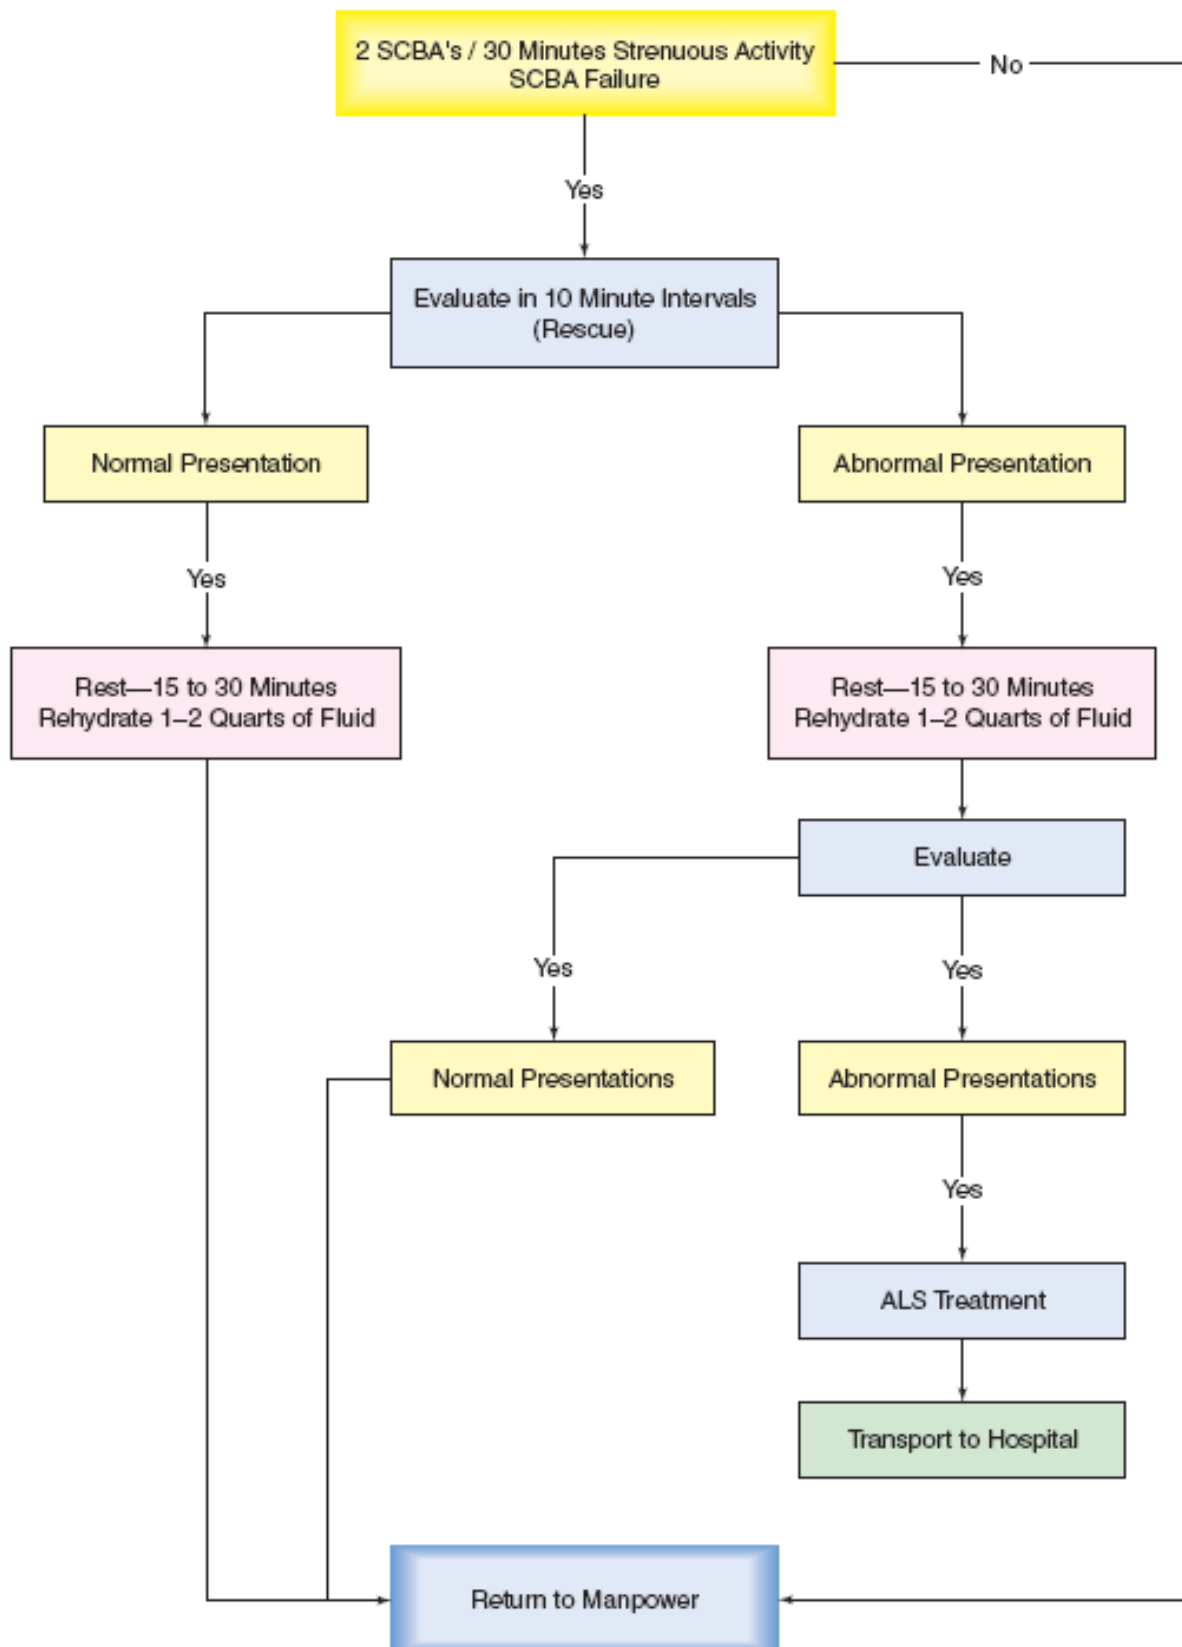 2 SCBA's / 30 Minutes Strenuous Activity
SCBA Failure
No
Yes
Evaluate in 10 Minute Intervals
(Rescue)
Normal Presentation
Abnormal Presentation
Yes
Yes
Rest—15 to 30 Minutes
Rehydrate 1–2 Quarts of Fluid
Rest—15 to 30 Minutes
Rehydrate 1–2 Quarts of Fluid
Evaluate
Yes
Yes
Normal Presentations
Abnormal Presentations
Yes
ALS Treatment
Transport to Hospital
Return to Manpower